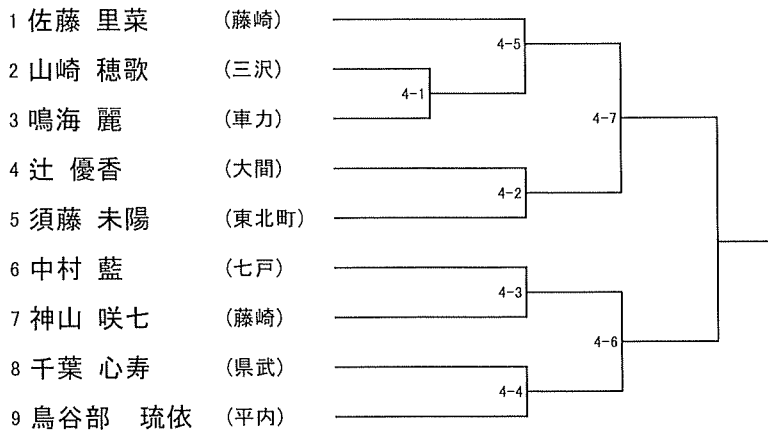 1 佐藤 里菜 (藤崎)
4-5
2 山崎 穂歌 (三沢)
4-1
3 鳴海 麗 (車力)
4-7
4 辻 優香 (大間)
4-2
5 須藤 未陽 (東北町)
6 中村 藍 (七戸)
4-3
7 神山 咲七 (藤崎)
4-6
8 千葉 心寿 (県武)
4-4
9 鳥谷部 琉依 (平内)